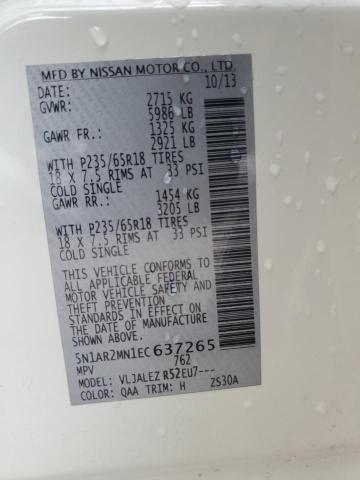 MFD BY NISSAN MOTOR CO., LTD.
DATE: 10/13
GVWR: 2715 KG
5986 LB
GAWR FR.: 1325 KG
2921 LB
WITH P235/65R18 TIRES
18 X 7.5 RIMS AT 33 PSI
COLD SINGLE
GAWR RR.: 1454 KG
3205 LB
WITH P235/65R18 TIRES
18 X 7.5 RIMS AT 33 PSI
COLD SINGLE
THIS VEHICLE CONFORMS TO
ALL APPLICABLE FEDERAL
MOTOR VEHICLE SAFETY AND
THEFT PREVENTION
STANDARDS IN EFFECT ON
THE DATE OF MANUFACTURE
SHOWN ABOVE.
5N1AR2MN1EC637265
MPV 762
MODEL: VLJALEZ R52EU7---
COLOR: QAA TRIM: H ZS30A